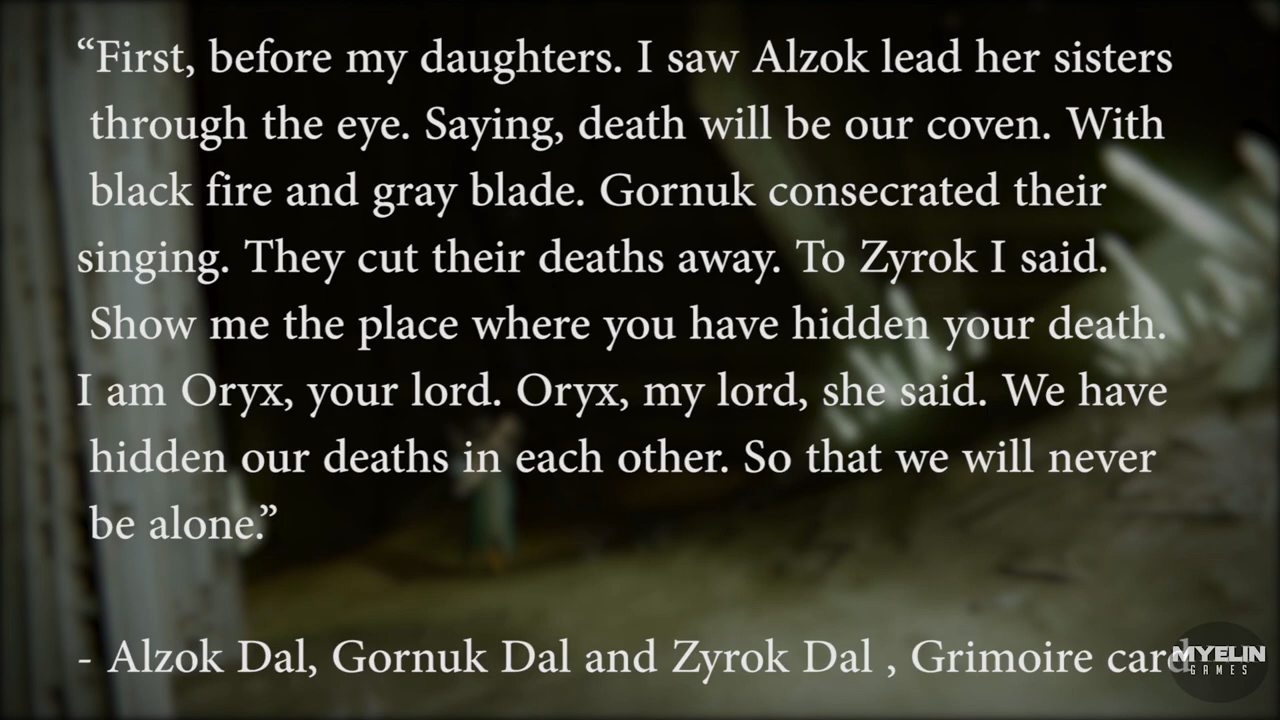 “First, before my daughters. I saw Alzok lead her sisters
through the eye. Saying, death will be our coven. With
black fire and gray blade. Gornuk consecrated their
singing. They cut their deaths away. To Zyrok I said.
Show me the place where you have hidden your death.
I am Oryx, your lord. Oryx, my lord, she said. We have
hidden our deaths in each other. So that we will never
be alone.”
- Alzok Dal, Gornuk Dal and Zyrok Dal , Grimoire card
MYELIN
GAMES